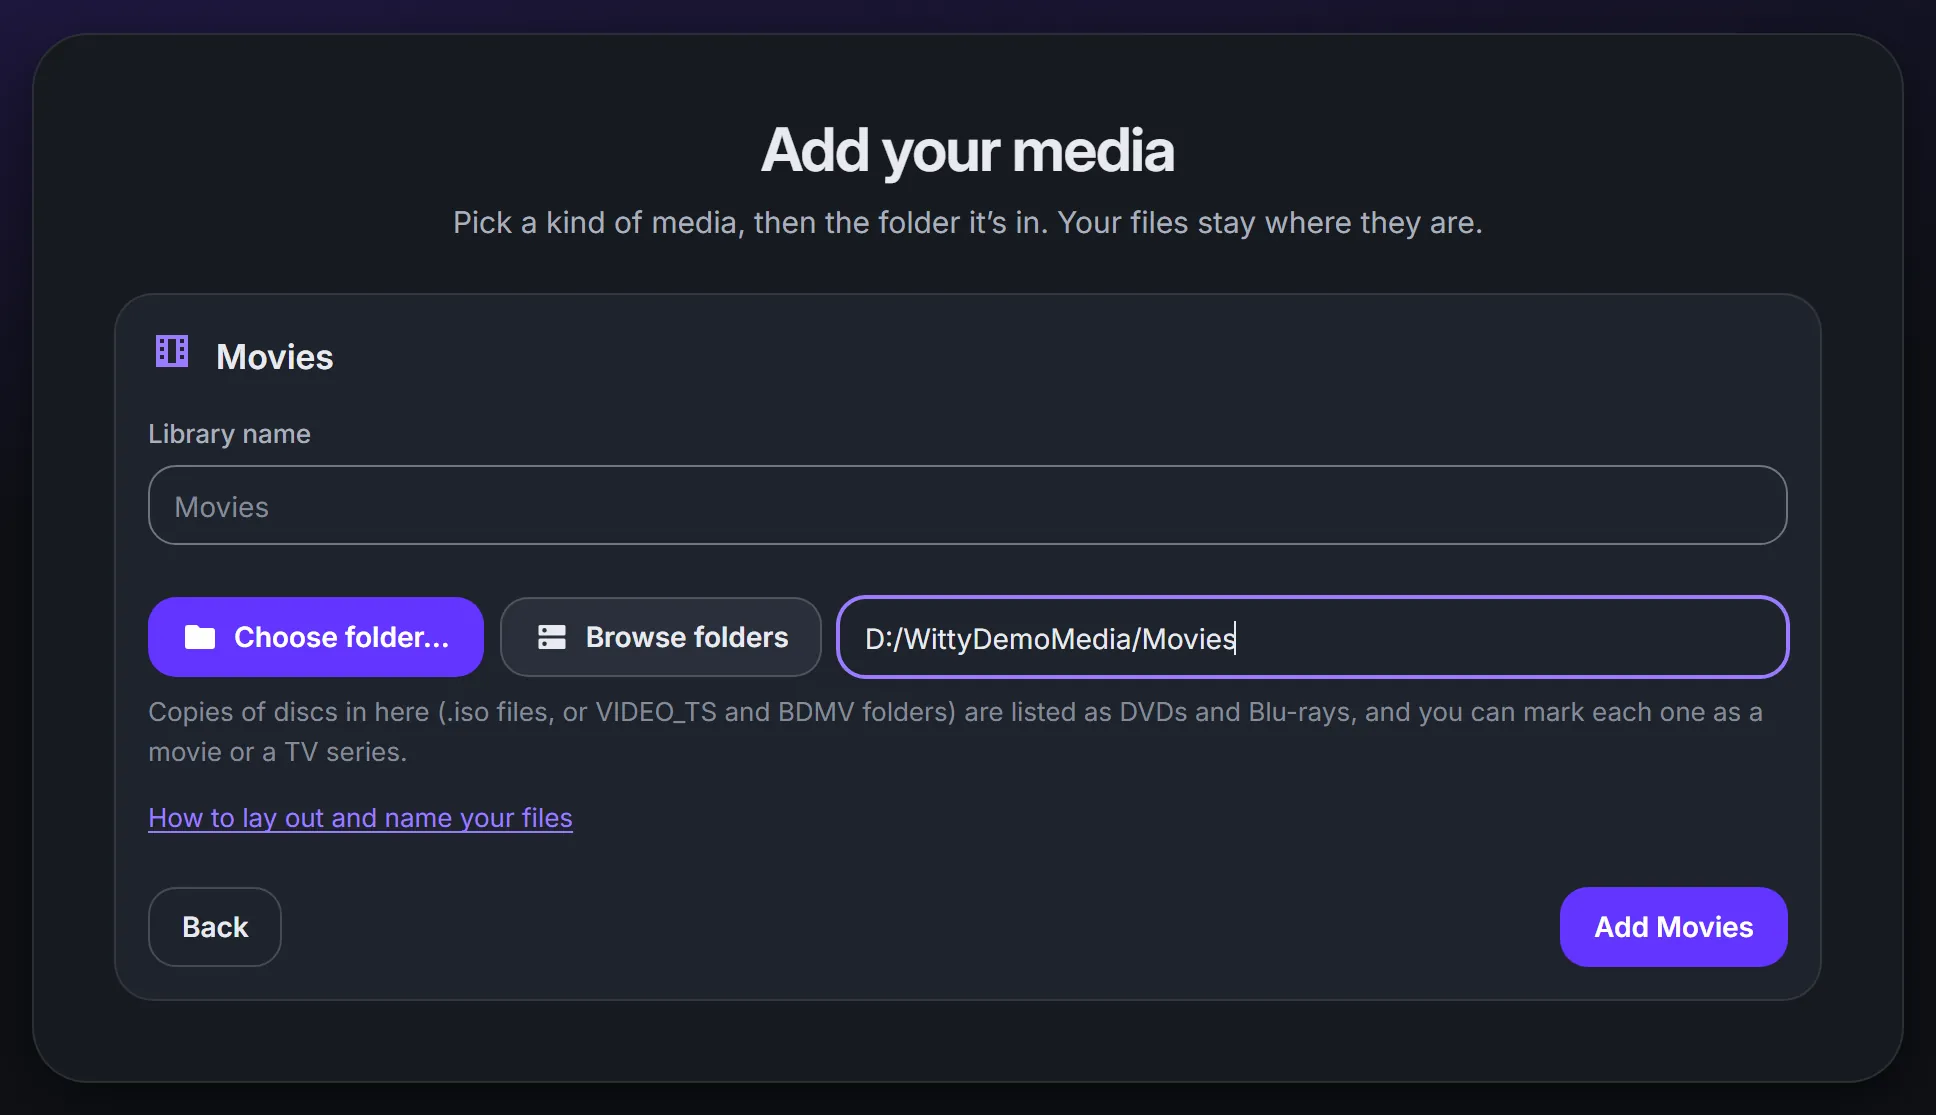 Add your media
Pick a kind of media, then the folder it’s in. Your files stay where they are.
Movies
Library name
Movies
Choose folder...
Browse folders
D:/WittyDemoMedia/Movies
Copies of discs in here (.iso files, or VIDEO_TS and BDMV folders) are listed as DVDs and Blu-rays, and you can mark each one as a
movie or a TV series.
How to lay out and name your files
Back
Add Movies